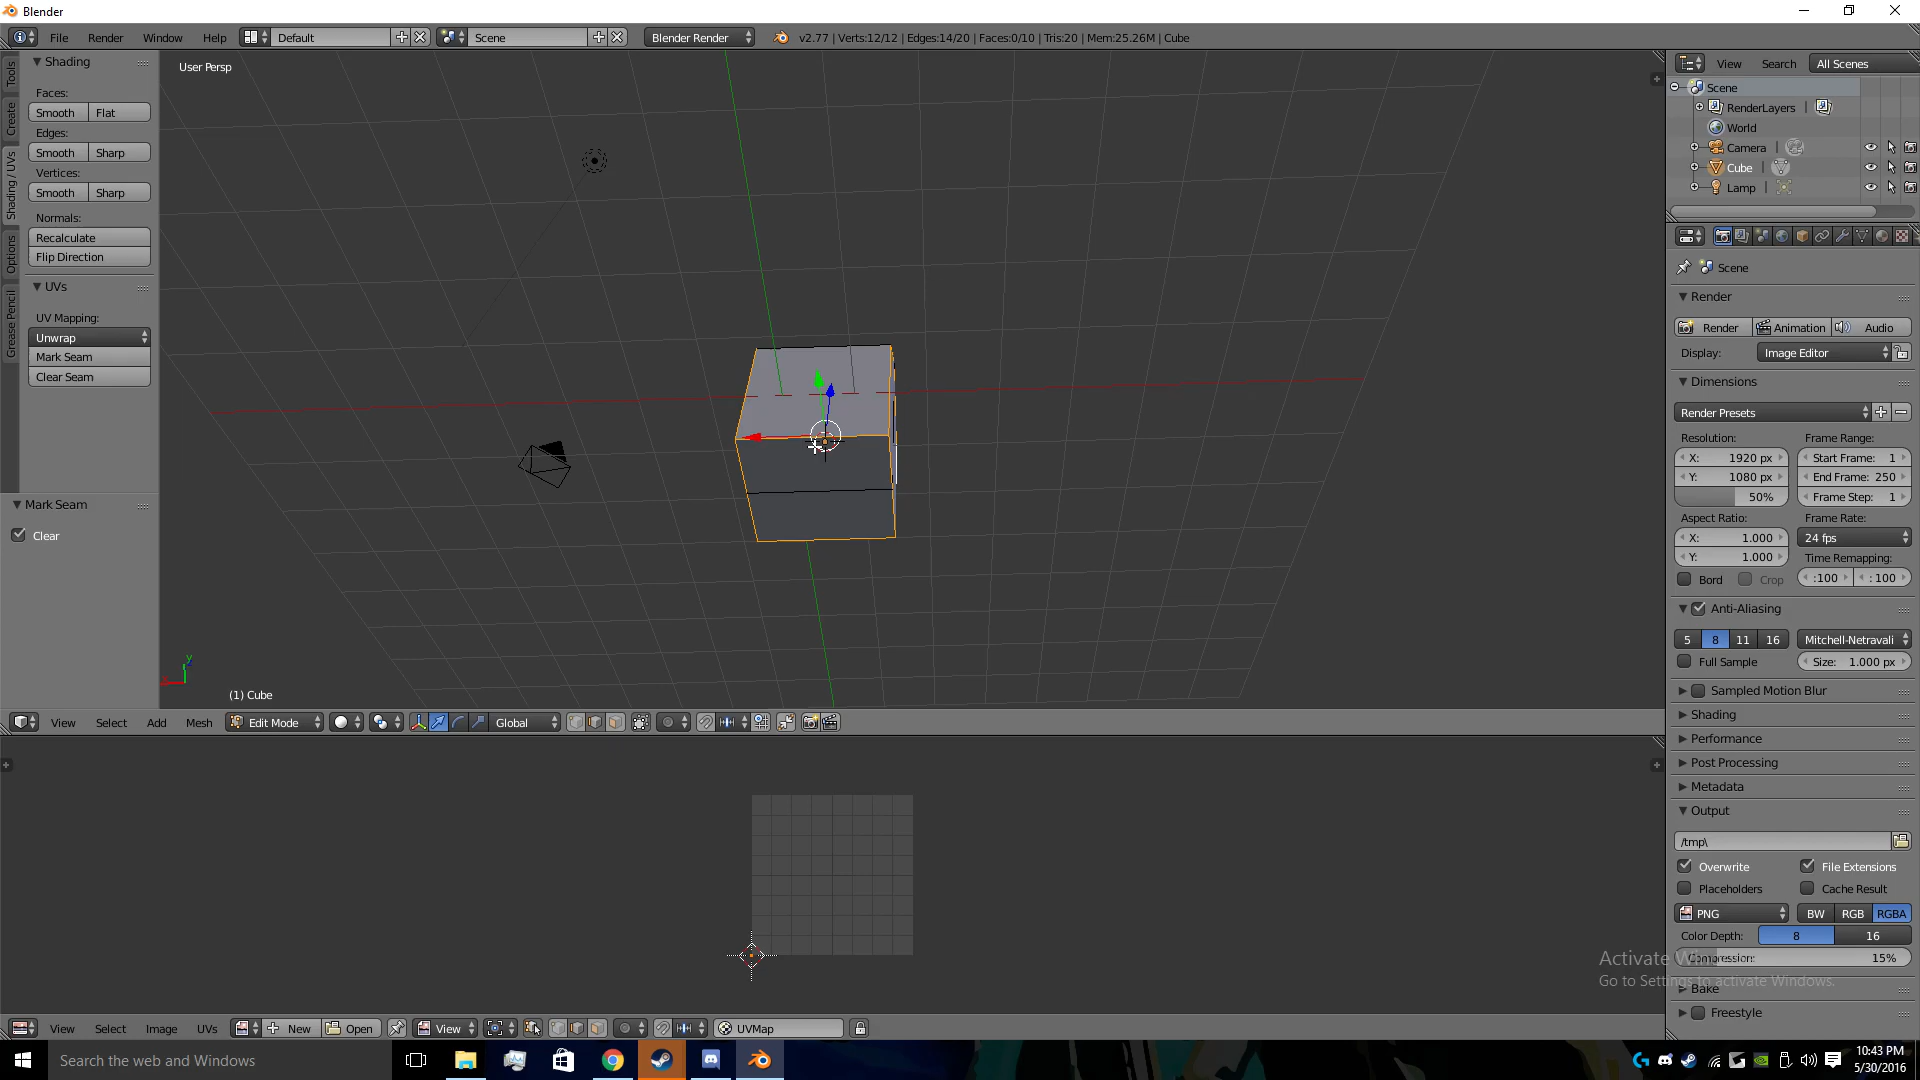 Blender
File Render Window Help Default Scene Blender Render v2.77 | Verts:12/12 | Edges:14/20 | Faces:0/10 | Tris:20 | Mem:25.26M | Cube
Tools
Create
Shading / UVs
Options
Grease Pencil
Shading
Faces:
Smooth Flat
Edges:
Smooth Sharp
Vertices:
Smooth Sharp
Normals:
Recalculate
Flip Direction
UVs
UV Mapping:
Unwrap
Mark Seam
Clear Seam
Mark Seam
Clear
User Persp
y
(1) Cube
View Select Add Mesh Edit Mode Global
View Select Image UVs New Open View UVMap
View Search All Scenes
Scene
RenderLayers |
World
Camera |
Cube |
Lamp |
Scene
Render
Render Animation Audio
Display: Image Editor
Dimensions
Render Presets
Resolution: Frame Range:
X: 1920 px Start Frame: 1
Y: 1080 px End Frame: 250
50% Frame Step: 1
Aspect Ratio: Frame Rate:
X: 1.000 24 fps
Y: 1.000 Time Remapping:
Bord Crop :100 : 100
Anti-Aliasing
5 8 11 16 Mitchell-Netravali
Full Sample Size: 1.000 px
Sampled Motion Blur
Shading
Performance
Post Processing
Metadata
Output
/tmp\
Overwrite File Extensions
Placeholders Cache Result
PNG BW RGB RGBA
Color Depth: 8 16
Compression: 15%
Activate Win
Go to Settings to activate Windows.
Bake
Freestyle
Search the web and Windows
10:43 PM
5/30/2016